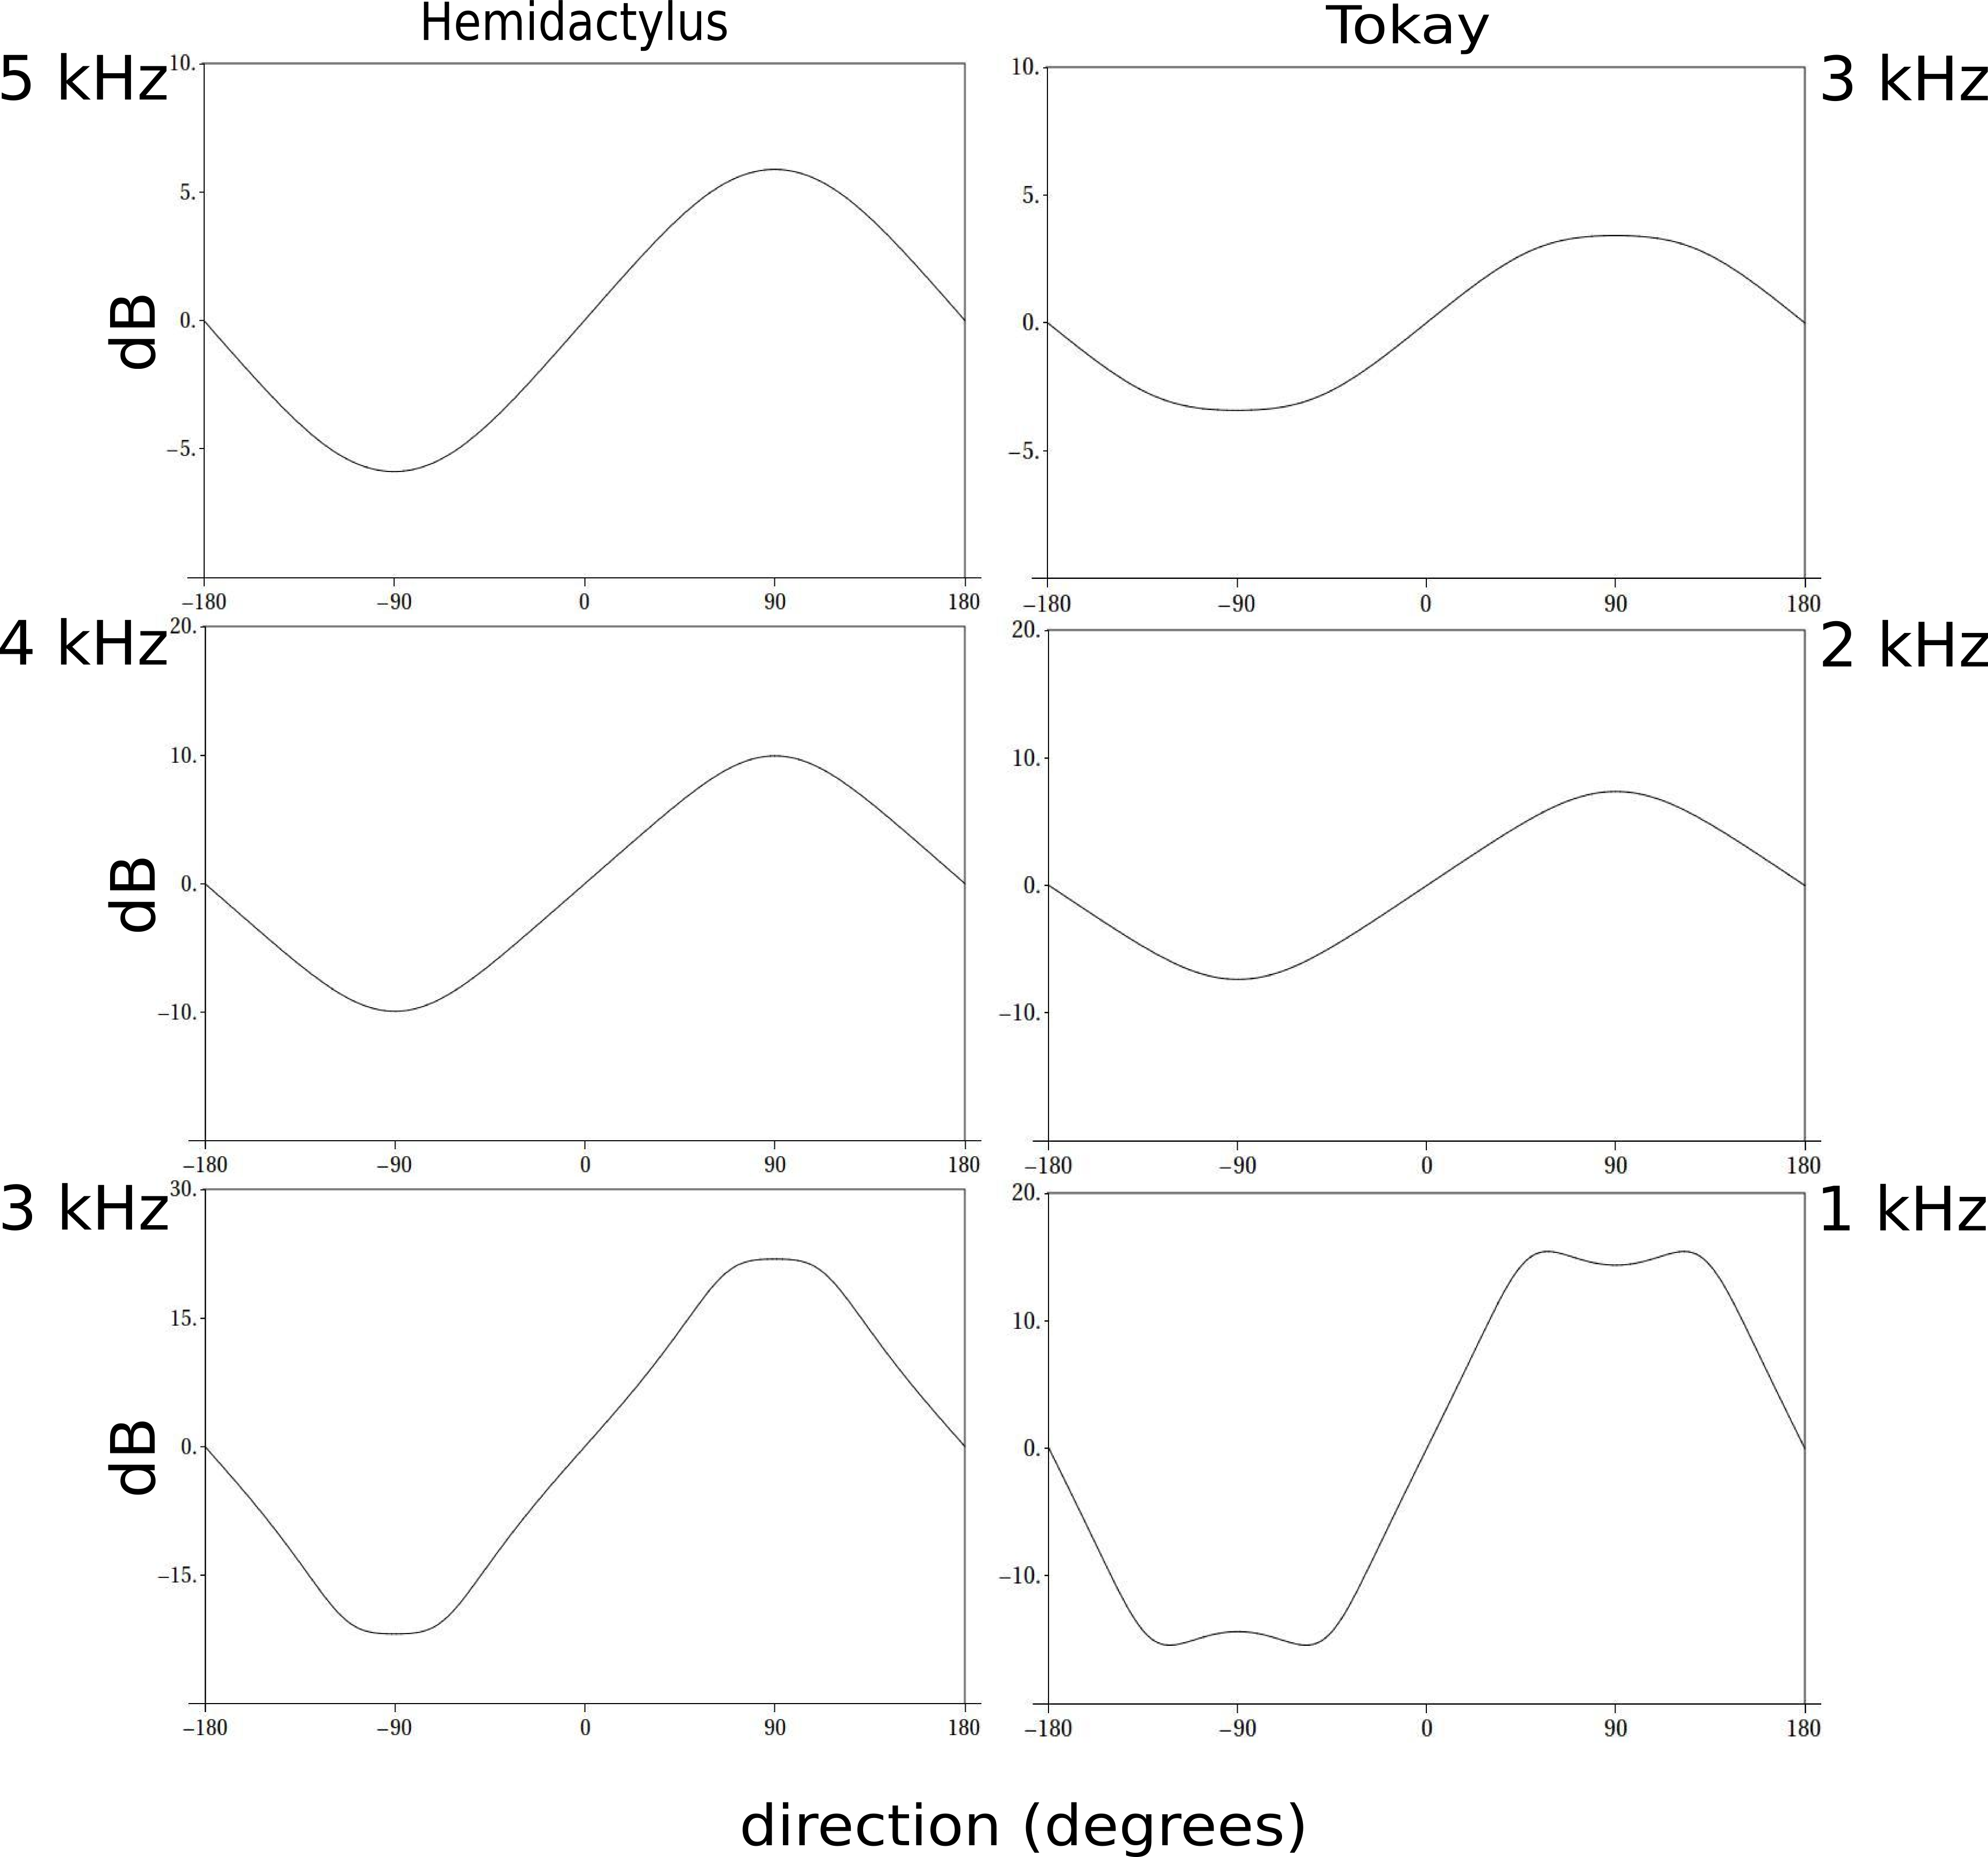 Hemidactylus
Tokay
5 kHz
10.
5.
0.
−5.
dB
−180 −90 0 90 180
10.
5.
0.
−5.
3 kHz
−180 −90 0 90 180
4 kHz
20.
10.
0.
−10.
dB
−180 −90 0 90 180
20.
10.
0.
−10.
2 kHz
−180 −90 0 90 180
3 kHz
30.
15.
0.
−15.
dB
−180 −90 0 90 180
20.
10.
0.
−10.
1 kHz
−180 −90 0 90 180
direction (degrees)